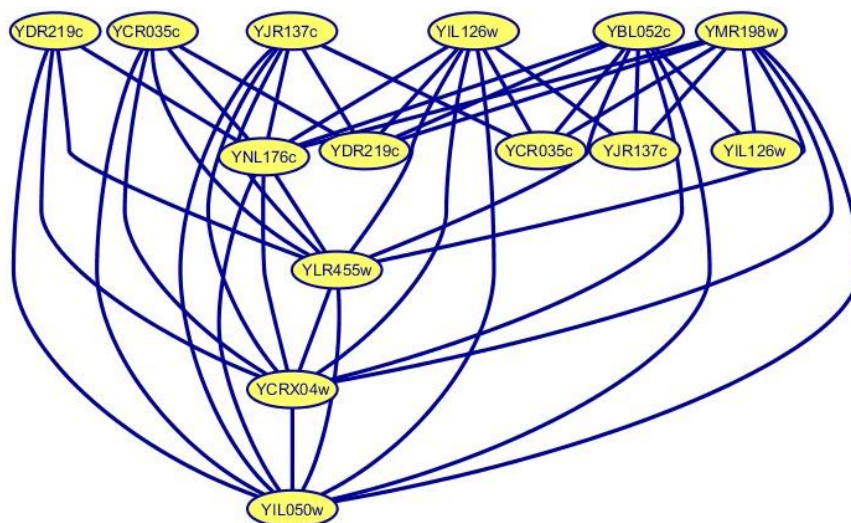 YDR219c YCR035c YJR137c YIL126w YBL052c YMR198w
YNL176c YDR219c YCR035c YJR137c YIL126w
YLR455w
YCRX04w
YIL050w